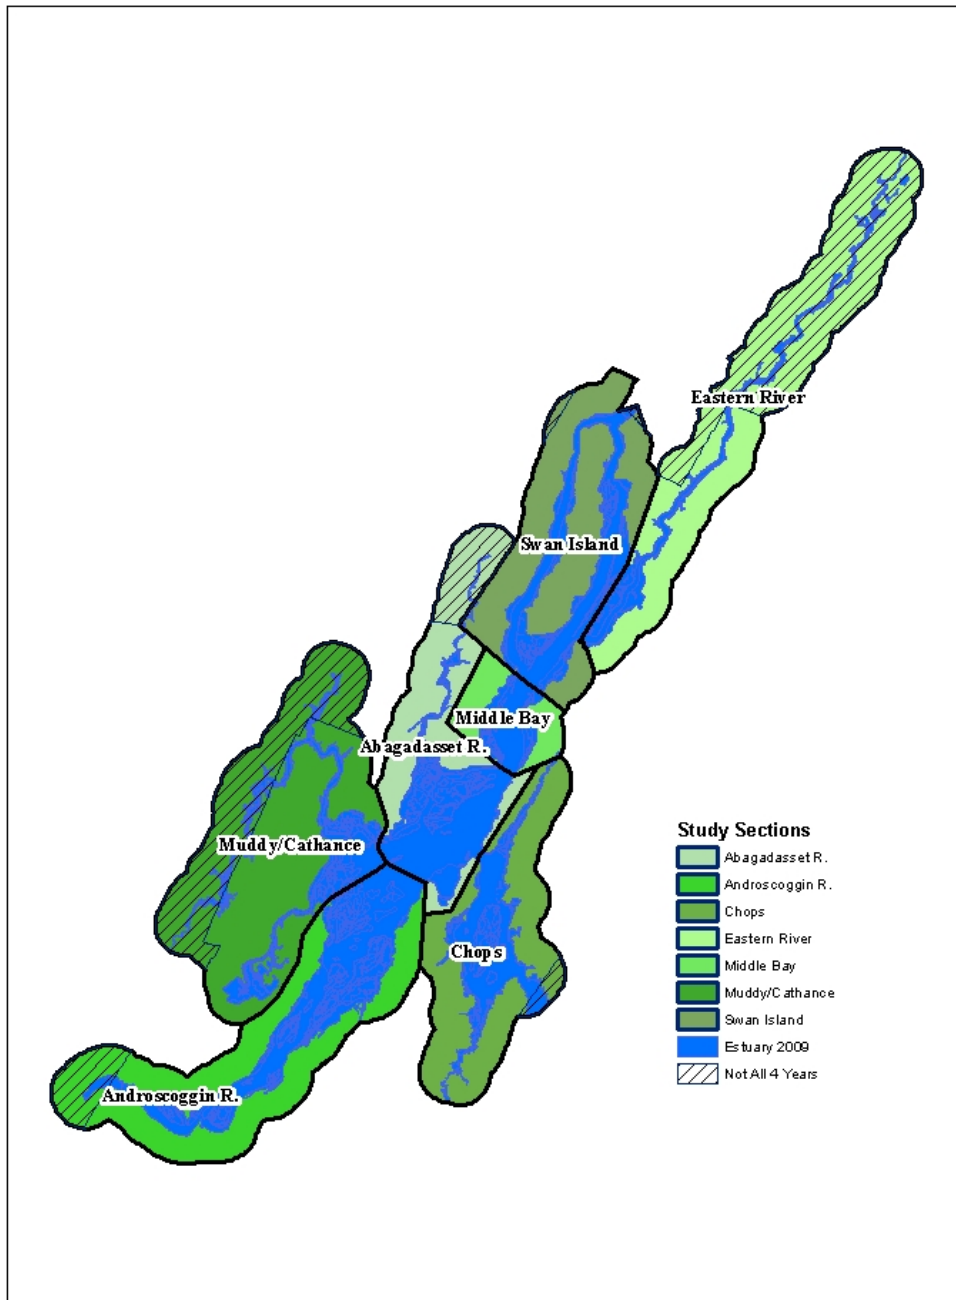 Eastern River
Swan Island
Middle Bay
Abagadasset R.
Muddy/Cathance
Chops
Androscoggin R.
Study Sections
Abagadasset R.
Androscoggin R.
Chops
Eastern River
Middle Bay
Muddy/Cathance
Swan Island
Estuary 2009
Not All 4 Years